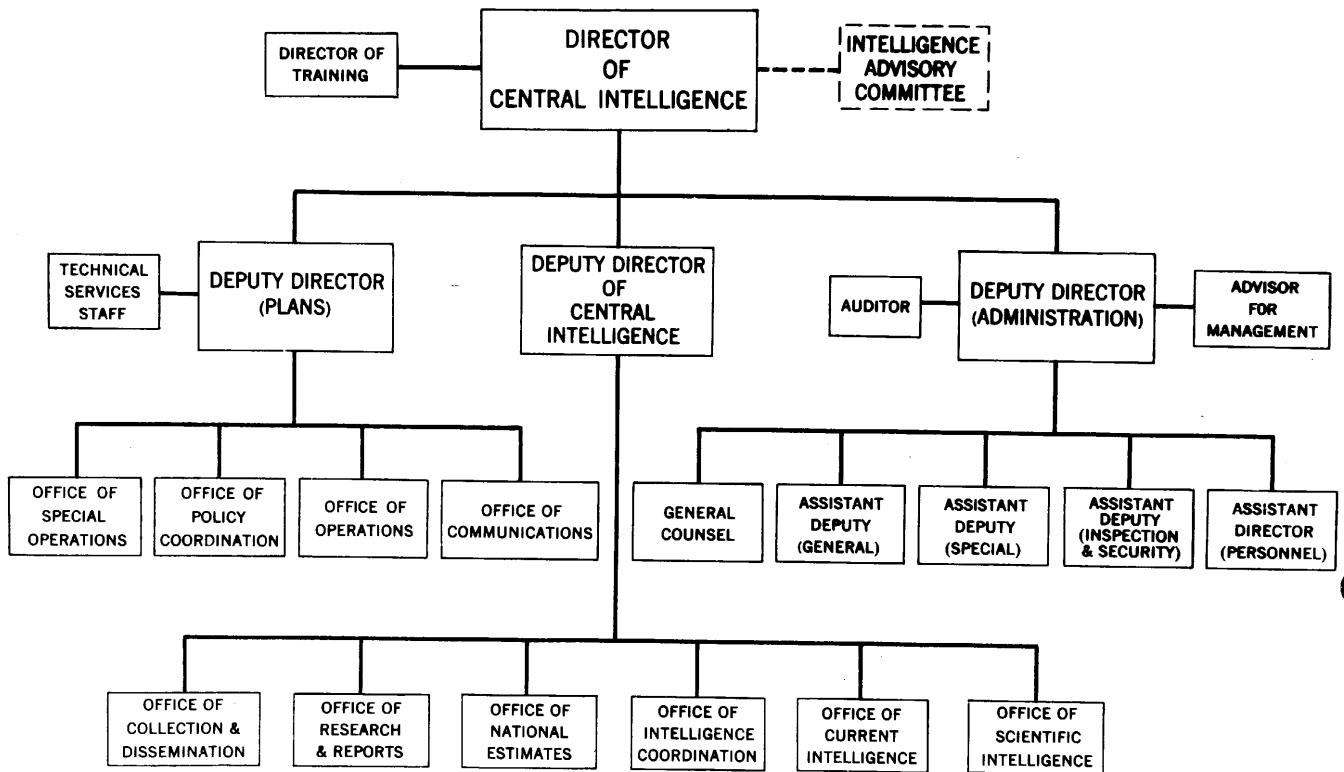 DIRECTOR OF
TRAINING
DIRECTOR
OF
CENTRAL INTELLIGENCE
INTELLIGENCE
ADVISORY
COMMITTEE
TECHNICAL
SERVICES
STAFF
DEPUTY DIRECTOR
(PLANS)
DEPUTY DIRECTOR
OF
CENTRAL
INTELLIGENCE
AUDITOR
DEPUTY DIRECTOR
(ADMINISTRATION)
ADVISOR
FOR
MANAGEMENT
OFFICE OF
SPECIAL
OPERATIONS
OFFICE OF
POLICY
COORDINATION
OFFICE OF
OPERATIONS
OFFICE OF
COMMUNICATIONS
GENERAL
COUNSEL
ASSISTANT
DEPUTY
(GENERAL)
ASSISTANT
DEPUTY
(SPECIAL)
ASSISTANT
DEPUTY
(INSPECTION
& SECURITY)
ASSISTANT
DIRECTOR
(PERSONNEL)
OFFICE OF
COLLECTION &
DISSEMINATION
OFFICE OF
RESEARCH
& REPORTS
OFFICE OF
NATIONAL
ESTIMATES
OFFICE OF
INTELLIGENCE
COORDINATION
OFFICE OF
CURRENT
INTELLIGENCE
OFFICE OF
SCIENTIFIC
INTELLIGENCE